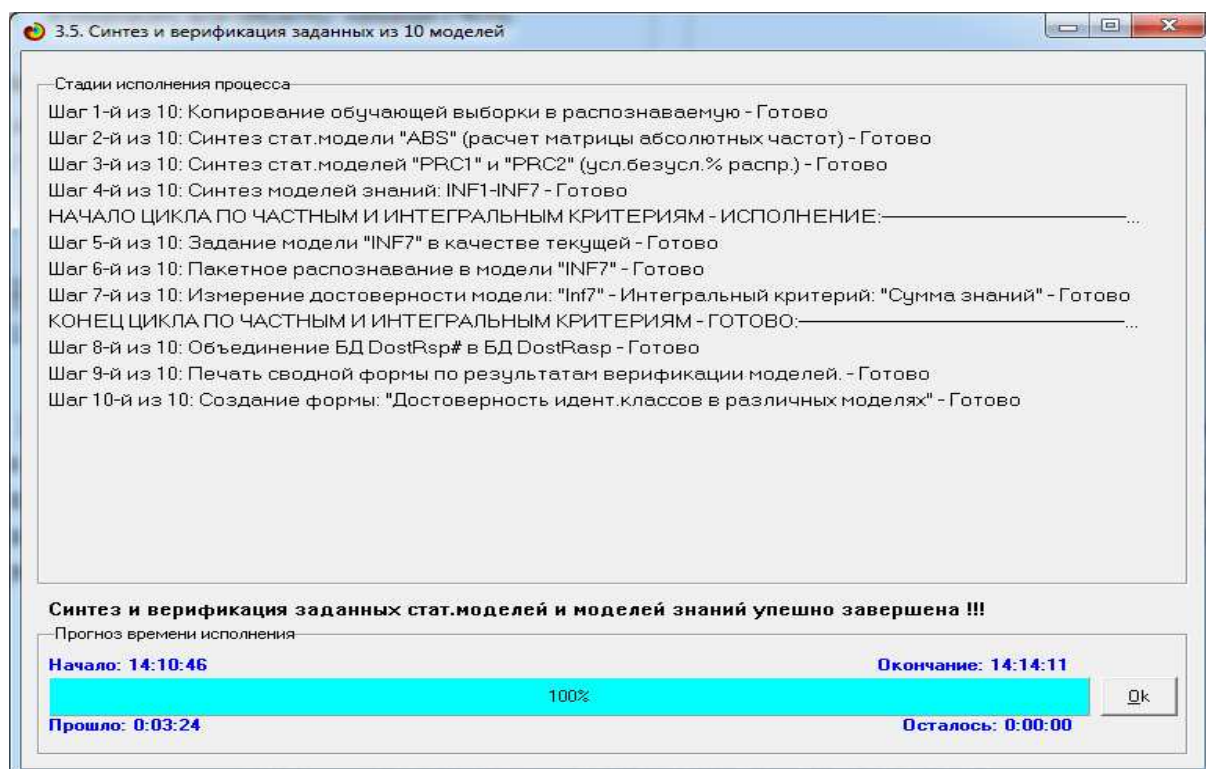 3.5. Синтез и верификация заданных из 10 моделей
Стадии исполнения процесса
Шаг 1-й из 10: Копирование обучающей выборки в распознаваемую - Готово
Шаг 2-й из 10: Синтез стат.модели "ABS" (расчет матрицы абсолютных частот) - Готово
Шаг 3-й из 10: Синтез стат.моделей "PRC1" и "PRC2" (усл.безусл.% распр.) - Готово
Шаг 4-й из 10: Синтез моделей знаний: INF1-INF7 - Готово
НАЧАЛО ЦИКЛА ПО ЧАСТНЫМ И ИНТЕГРАЛЬНЫМ КРИТЕРИЯМ - ИСПОЛНЕНИЕ:————————————...
Шаг 5-й из 10: Задание модели "INF7" в качестве текущей - Готово
Шаг 6-й из 10: Пакетное распознавание в модели "INF7" - Готово
Шаг 7-й из 10: Измерение достоверности модели: "Inf7" - Интегральный критерий: "Сумма знаний" - Готово
КОНЕЦ ЦИКЛА ПО ЧАСТНЫМ И ИНТЕГРАЛЬНЫМ КРИТЕРИЯМ - ГОТОВО:————————————...
Шаг 8-й из 10: Объединение БД DostRsp# в БД DostRasp - Готово
Шаг 9-й из 10: Печать сводной формы по результатам верификации моделей. - Готово
Шаг 10-й из 10: Создание формы: "Достоверность идент.классов в различных моделях" - Готово
Синтез и верификация заданных стат.моделей и моделей знаний упешно завершена !!!
Прогноз времени исполнения
Начало: 14:10:46 Окончание: 14:14:11
100% Ok
Прошло: 0:03:24 Осталось: 0:00:00